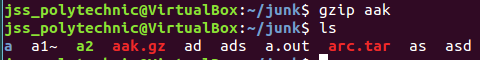 jss_polytechnic@VirtualBox:~/junk$ gzip aak
jss_polytechnic@VirtualBox:~/junk$ ls
a a1~ a2 aak.gz ad ads a.out arc.tar as asd
jss_polytechnic@VirtualBox:~/junk$